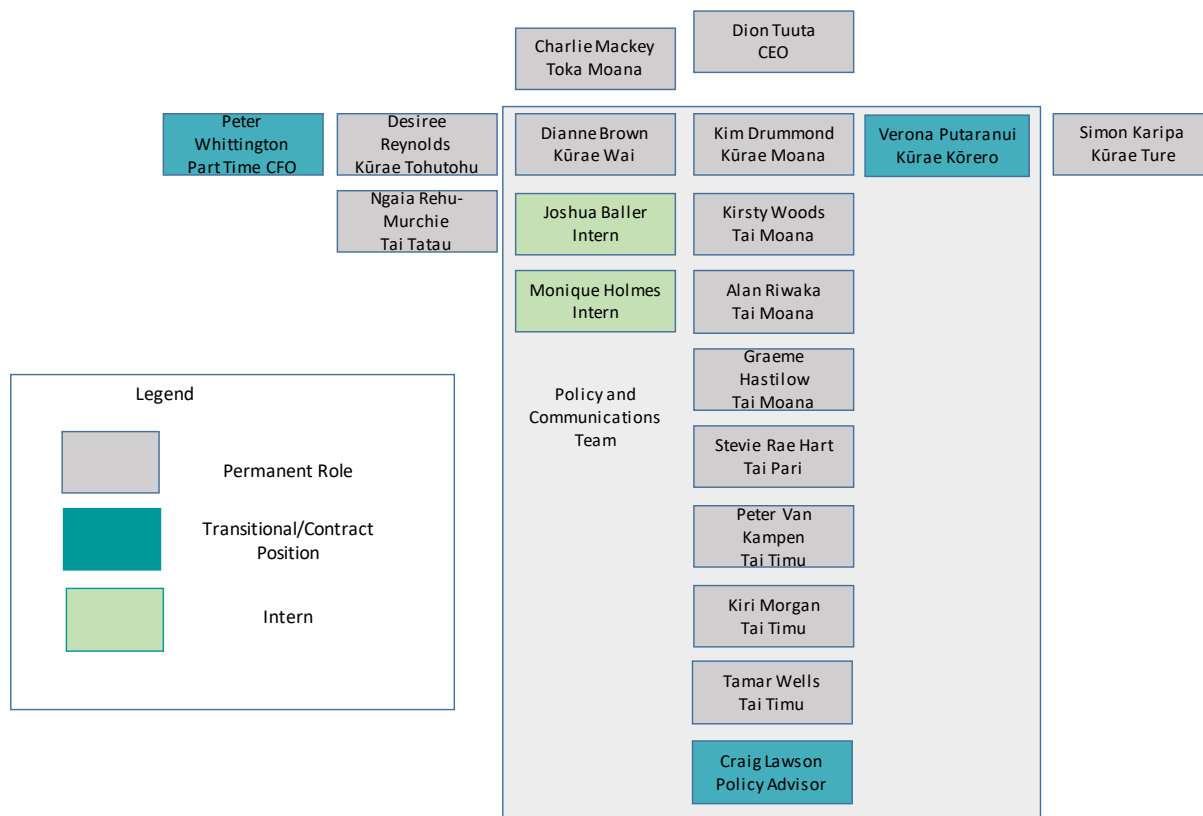 Charlie Mackey
Toka Moana
Dion Tuuta
CEO
Peter
Whittington
Part Time CFO
Desiree
Reynolds
Kūrae Tohutohu
Dianne Brown
Kūrae Wai
Kim Drummond
Kūrae Moana
Verona Putaranui
Kūrae Kōrero
Simon Karipa
Kūrae Ture
Ngaia Rehu-
Murchie
Tai Tatau
Joshua Baller
Intern
Kirsty Woods
Tai Moana
Monique Holmes
Intern
Alan Riwaka
Tai Moana
Graeme
Hastilow
Tai Moana
Policy and
Communications
Team
Stevie Rae Hart
Tai Pari
Peter Van
Kampen
Tai Timu
Kiri Morgan
Tai Timu
Tamar Wells
Tai Timu
Craig Lawson
Policy Advisor
Legend
Permanent Role
Transitional/Contract
Position
Intern